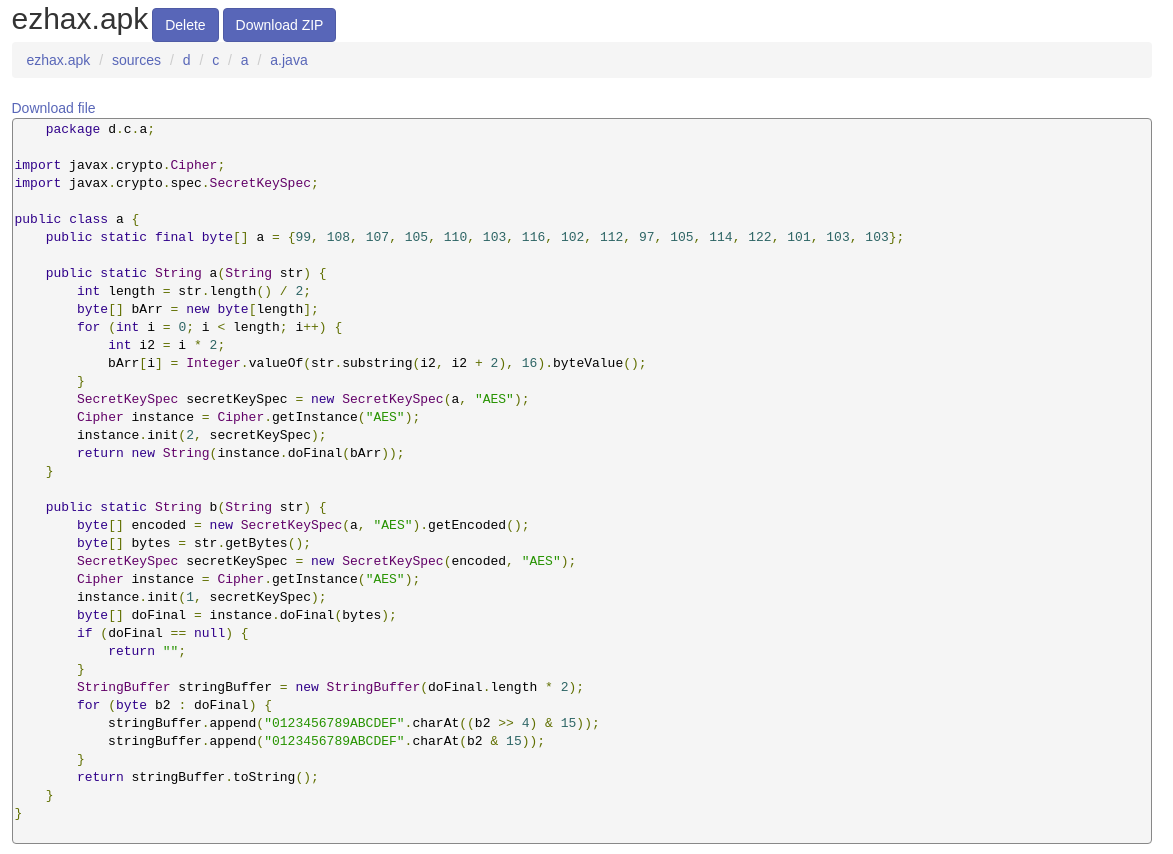 ezhax.apk Delete Download ZIP
ezhax.apk / sources / d / c / a / a.java
Download file
    package d.c.a;

import javax.crypto.Cipher;
import javax.crypto.spec.SecretKeySpec;

public class a {
    public static final byte[] a = {99, 108, 107, 105, 110, 103, 116, 102, 112, 97, 105, 114, 122, 101, 103, 103};

    public static String a(String str) {
        int length = str.length() / 2;
        byte[] bArr = new byte[length];
        for (int i = 0; i < length; i++) {
            int i2 = i * 2;
            bArr[i] = Integer.valueOf(str.substring(i2, i2 + 2), 16).byteValue();
        }
        SecretKeySpec secretKeySpec = new SecretKeySpec(a, "AES");
        Cipher instance = Cipher.getInstance("AES");
        instance.init(2, secretKeySpec);
        return new String(instance.doFinal(bArr));
    }

    public static String b(String str) {
        byte[] encoded = new SecretKeySpec(a, "AES").getEncoded();
        byte[] bytes = str.getBytes();
        SecretKeySpec secretKeySpec = new SecretKeySpec(encoded, "AES");
        Cipher instance = Cipher.getInstance("AES");
        instance.init(1, secretKeySpec);
        byte[] doFinal = instance.doFinal(bytes);
        if (doFinal == null) {
            return "";
        }
        StringBuffer stringBuffer = new StringBuffer(doFinal.length * 2);
        for (byte b2 : doFinal) {
            stringBuffer.append("0123456789ABCDEF".charAt((b2 >> 4) & 15));
            stringBuffer.append("0123456789ABCDEF".charAt(b2 & 15));
        }
        return stringBuffer.toString();
    }
}